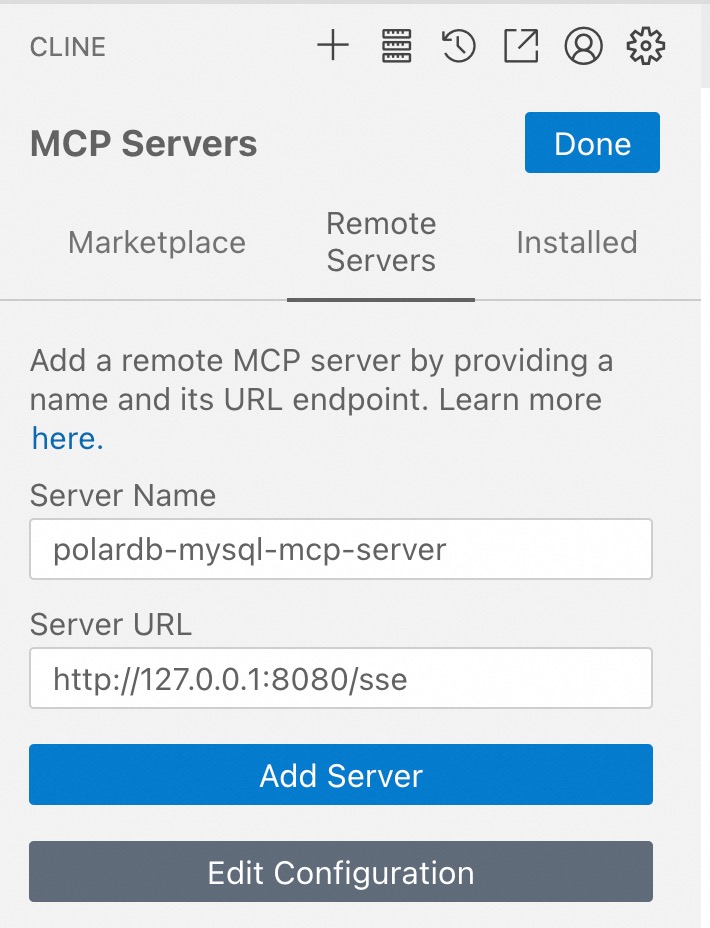 CLINE
MCP Servers
Done
Marketplace
Remote
Servers
Installed
Add a remote MCP server by providing a
name and its URL endpoint. Learn more
here.
Server Name
polardb-mysql-mcp-server
Server URL
http://127.0.0.1:8080/sse
Add Server
Edit Configuration